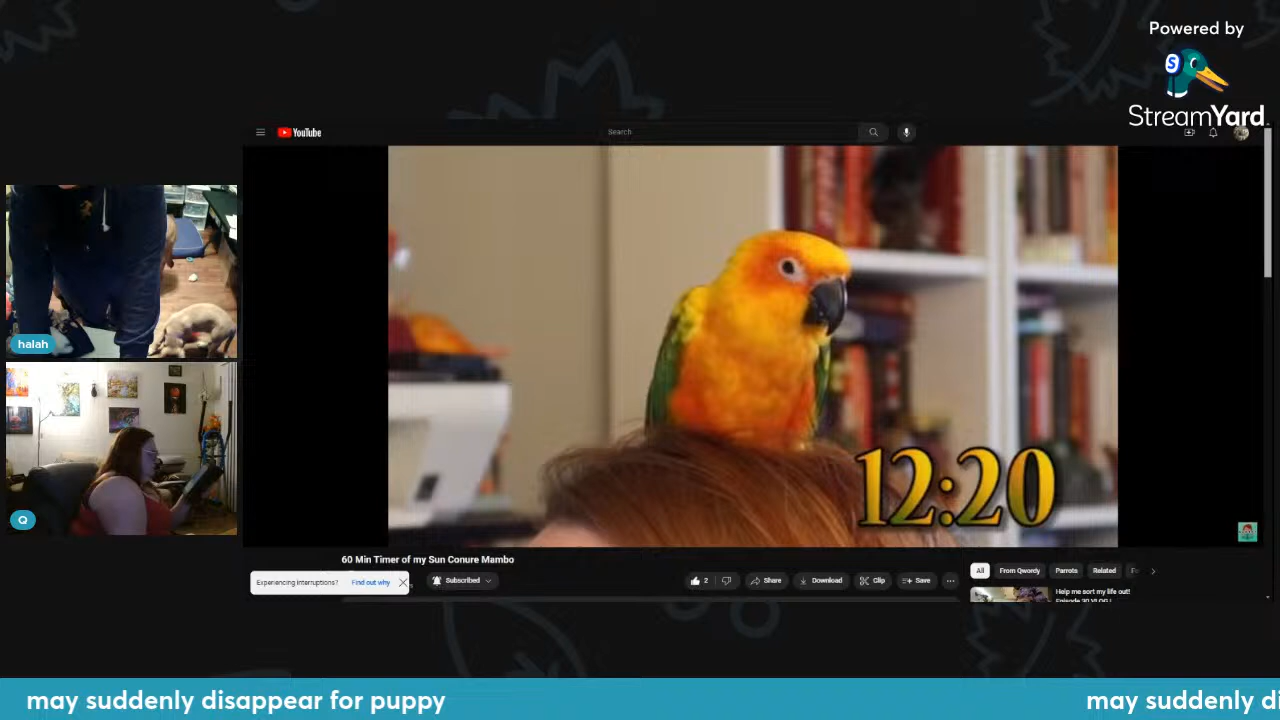 Powered by
StreamYard
YouTube
Search
halah
Q
12:20
60 Min Timer of my Sun Conure Mambo
Experiencing interruptions?
Find out why
Subscribed
2
Share
Download
Clip
Save
All
From Qwordy
Parrots
Related
Help me sort my life out!
may suddenly disappear for puppy
may suddenly di